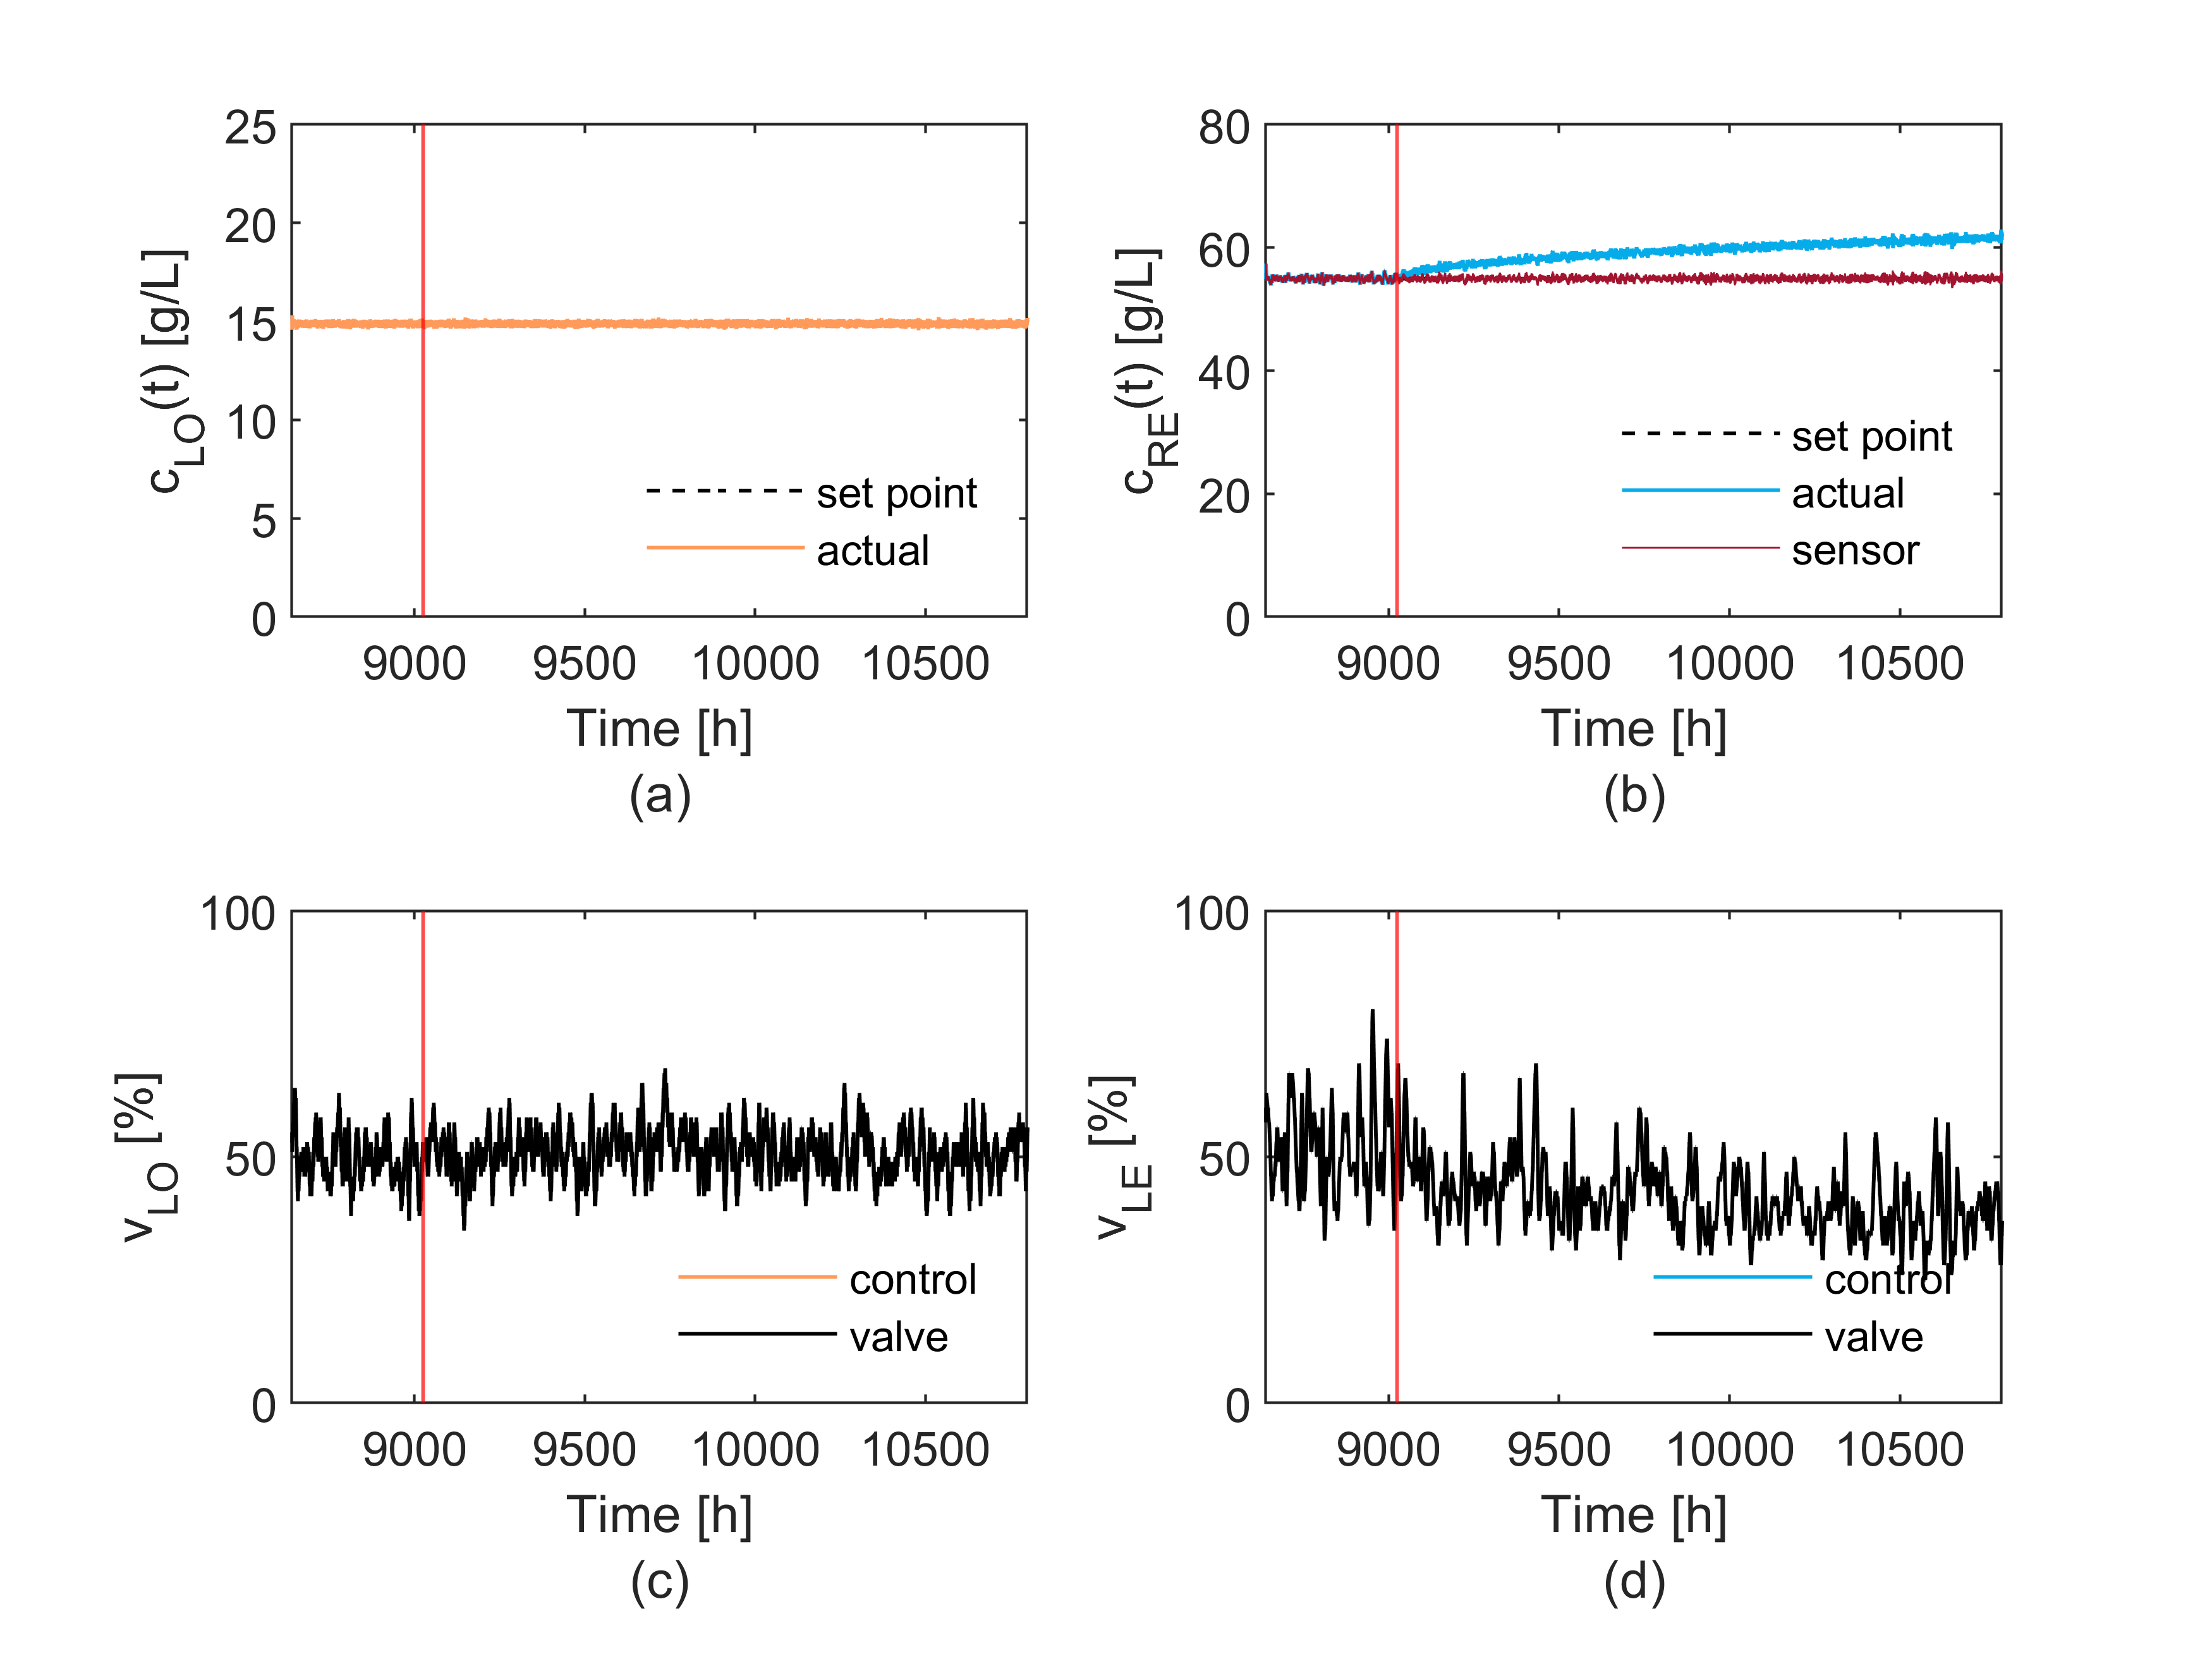 c_LO(t) [g/L]
25
20
15
10
5
0
set point
actual
9000 9500 10000 10500
Time [h]
(a)
c_RE(t) [g/L]
80
60
40
20
0
set point
actual
sensor
9000 9500 10000 10500
Time [h]
(b)
v_LO [%]
100
50
0
control
valve
9000 9500 10000 10500
Time [h]
(c)
v_LE [%]
100
50
0
control
valve
9000 9500 10000 10500
Time [h]
(d)